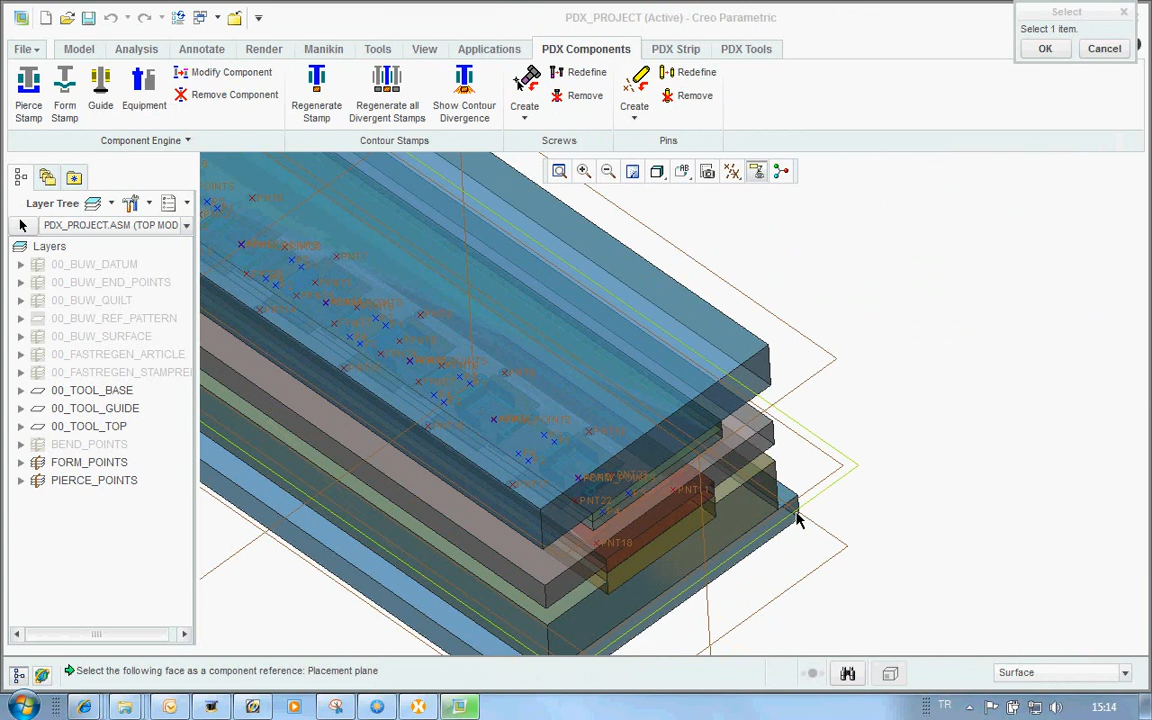 PDX_PROJECT (Active) - Creo Parametric
Select
Select 1 item.
OK Cancel
File Model Analysis Annotate Render Manikin Tools View Applications PDX Components PDX Strip PDX Tools
Pierce Stamp
Form Stamp
Guide
Equipment
Modify Component
Remove Component
Regenerate Stamp
Regenerate all Divergent Stamps
Show Contour Divergence
Create
Redefine
Remove
Create
Redefine
Remove
Component Engine
Contour Stamps
Screws
Pins
Layer Tree
PDX_PROJECT.ASM (TOP MOD
Layers
00_BUW_DATUM
00_BUW_END_POINTS
00_BUW_QUILT
00_BUW_REF_PATTERN
00_BUW_SURFACE
00_FASTREGEN_ARTICLE
00_FASTREGEN_STAMPREI
00_TOOL_BASE
00_TOOL_GUIDE
00_TOOL_TOP
BEND_POINTS
FORM_POINTS
PIERCE_POINTS
PNT22
PNT18
Select the following face as a component reference: Placement plane
Surface
TR
15:14